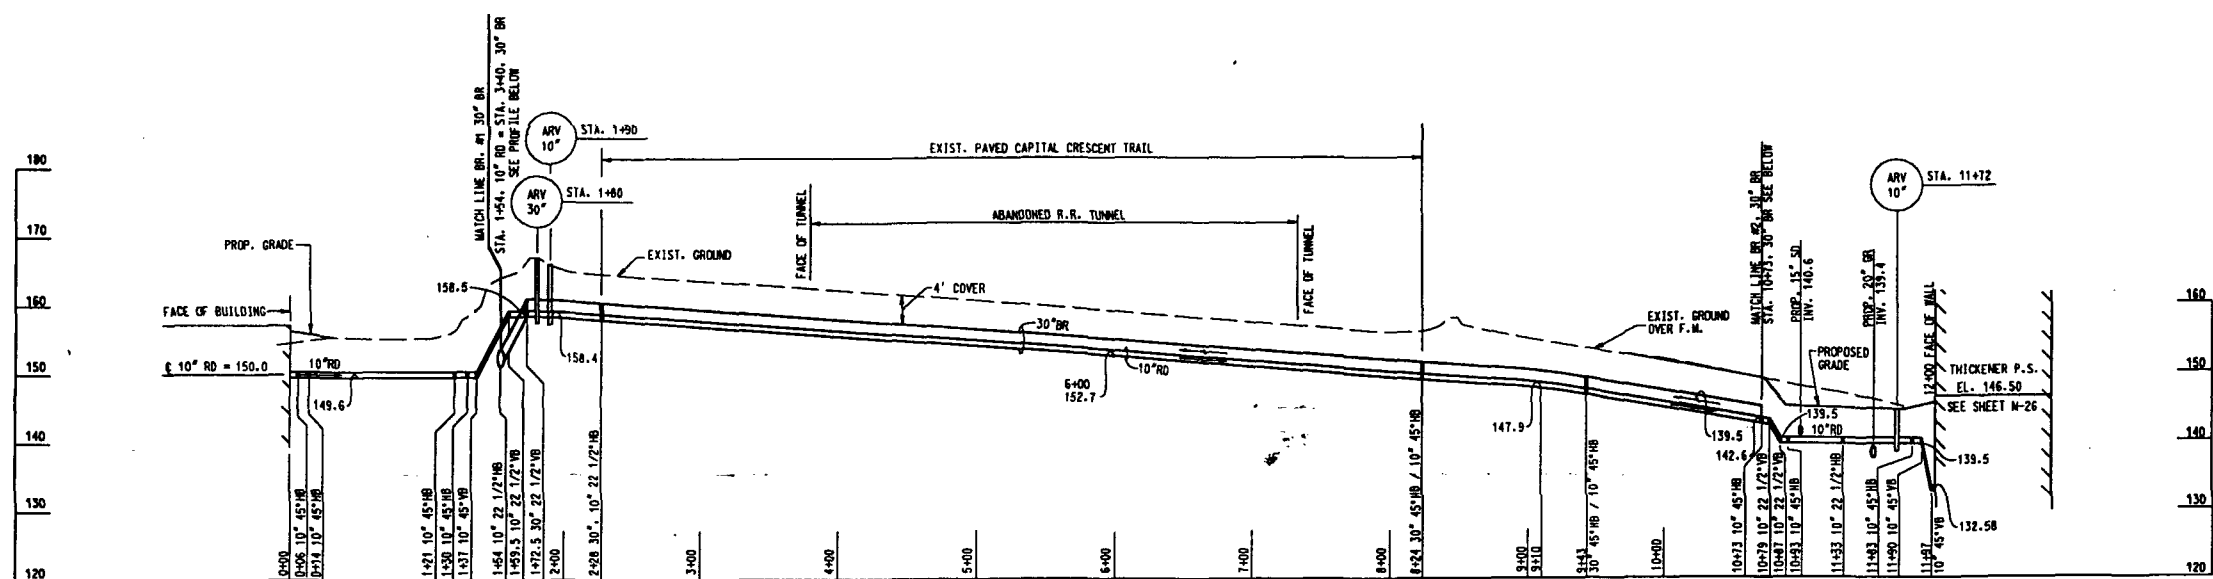 MATCH LINE BR. #1 30" BR
STA. 1+54. 10" RD = STA. 3+40. 30" BR
SEE PROFILE BELOW
ARV
10"
STA. 1+90
ARV
30"
STA. 1+80
EXIST. PAVED CAPITAL CRESCENT TRAIL
ABANDONED R.R. TUNNEL
FACE OF TUNNEL
FACE OF TUNNEL
MATCH LINE BR #2, 30" BR
STA. 10+73, 30" BR SEE BELOW
PROP. 15" SD
INV. 140.6
PROP. 20" GR
INV. 139.4
ARV
10"
STA. 11+72
12+00 FACE OF WALL
180
170
160
150
140
130
120
PROP. GRADE
FACE OF BUILDING
EXIST. GROUND
158.5
4' COVER
EXIST. GROUND
OVER F.M.
PROPOSED
GRADE
THICKENER P.S.
EL. 146.50
SEE SHEET M-26
℄ 10" RD = 150.0
10"RD
149.6
158.4
30"BR
10"RD
6+00
152.7
147.9
139.5
142.6
139.5
10"RD
139.5
132.58
160
150
140
130
120
0+00
0+06 10" 45°HB
0+14 10" 45°HB
1+21 10" 45°HB
1+30 10" 45°HB
1+37 10" 45°VB
1+54 10" 22 1/2°HB
1+59.5 10" 22 1/2°VB
1+72.5 30" 22 1/2°VB
2+00
2+28 30", 10" 22 1/2°HB
3+00
4+00
5+00
6+00
7+00
8+00
8+24 30" 45°HB / 10" 45°HB
9+00
9+10
9+43
30" 45°HB / 10" 45°HB
10+00
10+73 10" 45°HB
10+79 10" 22 1/2°VB
10+87 10" 22 1/2°VB
10+93 10" 45°HB
11+33 10" 22 1/2°HB
11+83 10" 45°HB
11+90 10" 45°VB
11+97
10" 45°VB